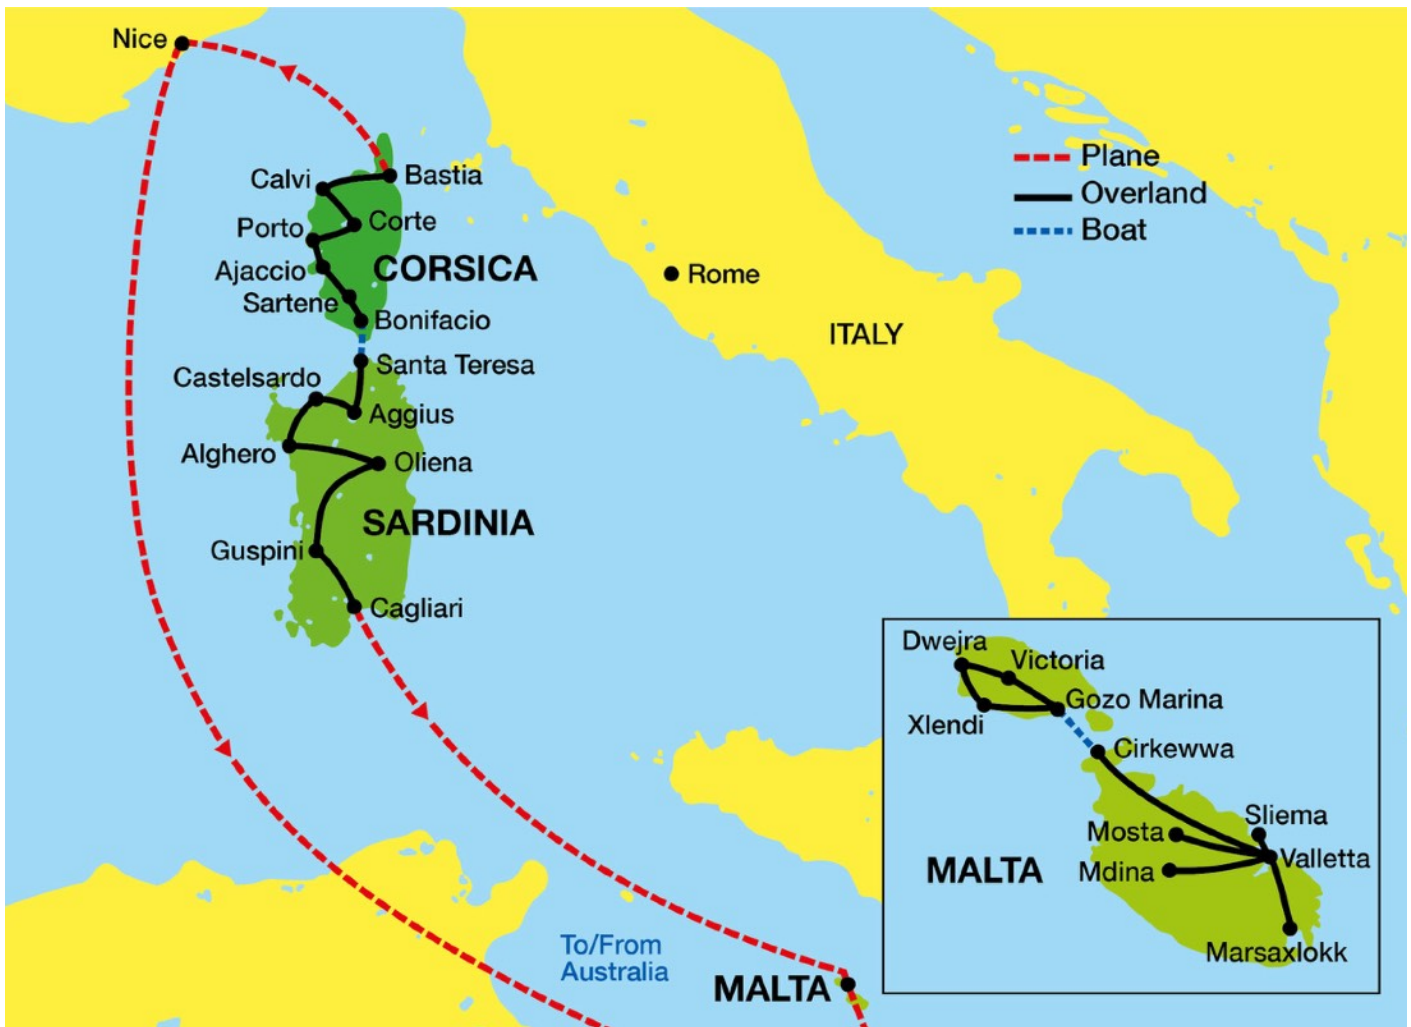 Nice
Plane
Overland
Boat
Calvi
Bastia
Corte
Porto
Ajaccio
CORSICA
Sartene
Bonifacio
Rome
ITALY
Santa Teresa
Castelsardo
Aggius
Alghero
Oliena
SARDINIA
Guspini
Cagliari
Dwejra
Victoria
Gozo Marina
Xlendi
Cirkewwa
Sliema
Mosta
Valletta
Mdina
MALTA
Marsaxlokk
To/From
Australia
MALTA